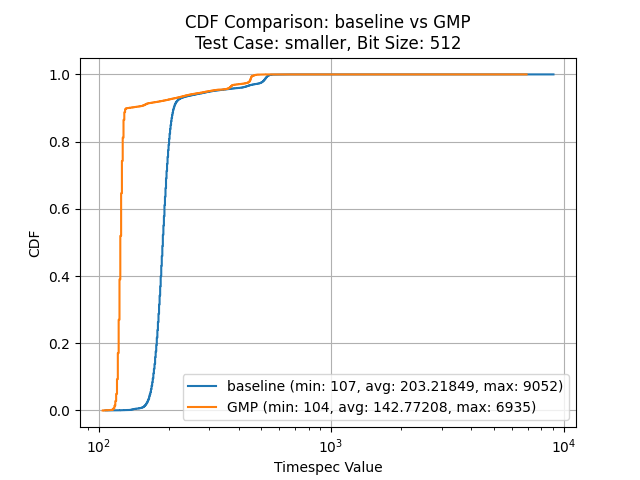 CDF Comparison: baseline vs GMP
Test Case: smaller, Bit Size: 512
CDF
1.0
0.8
0.6
0.4
0.2
0.0
baseline (min: 107, avg: 203.21849, max: 9052)
GMP (min: 104, avg: 142.77208, max: 6935)
10²
10³
10⁴
Timespec Value